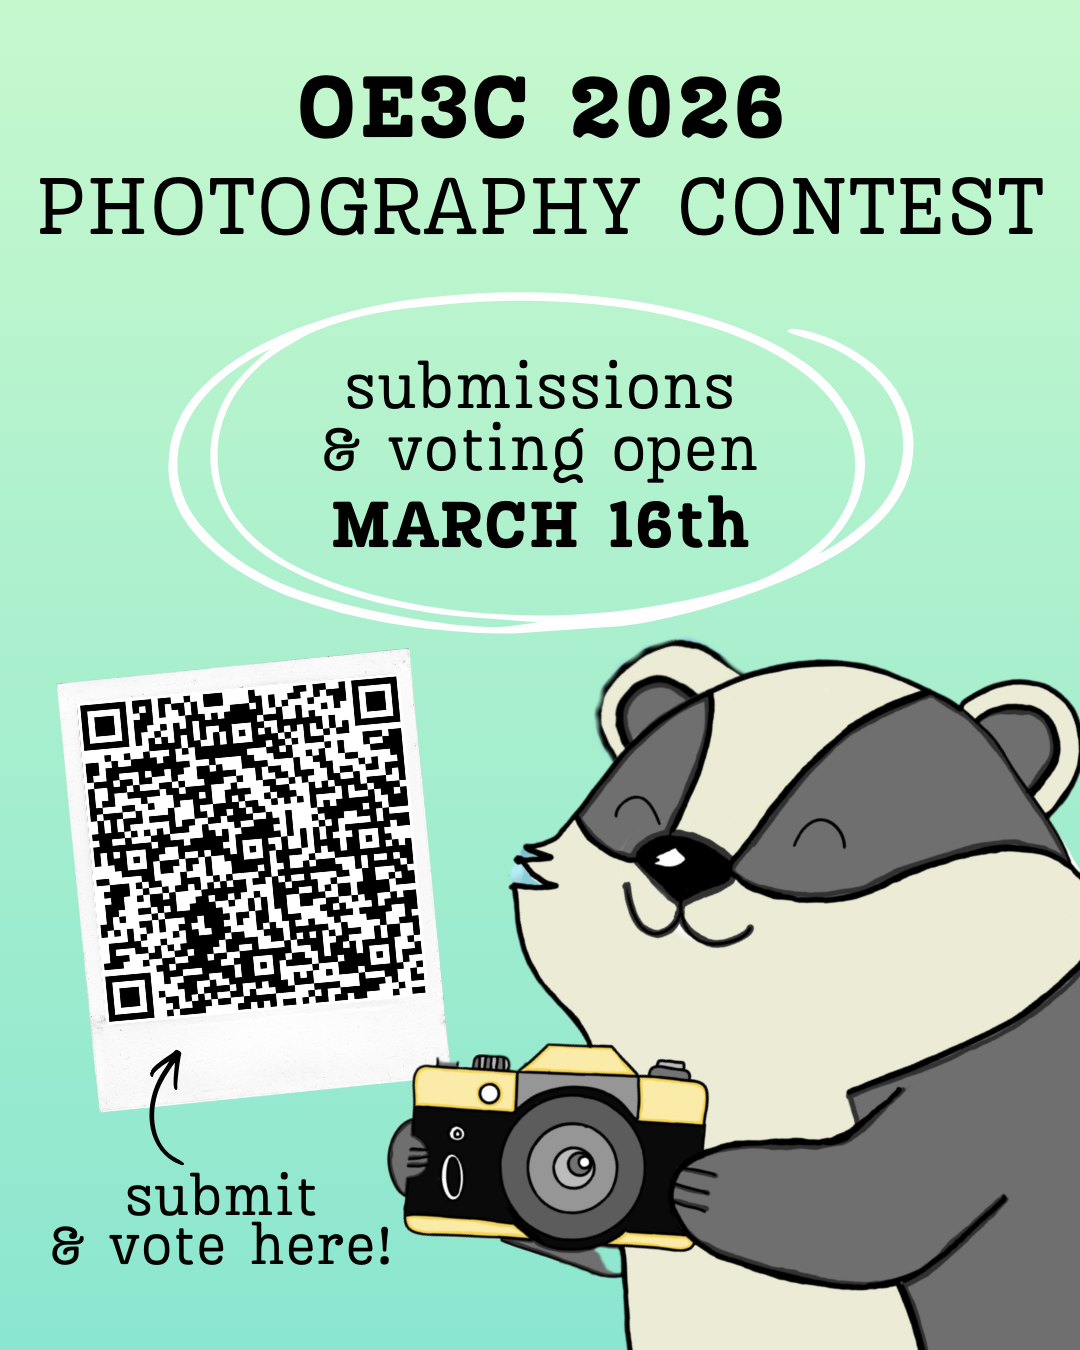 OE3C 2026
PHOTOGRAPHY CONTEST
submissions
& voting open
MARCH 16th
submit
& vote here!